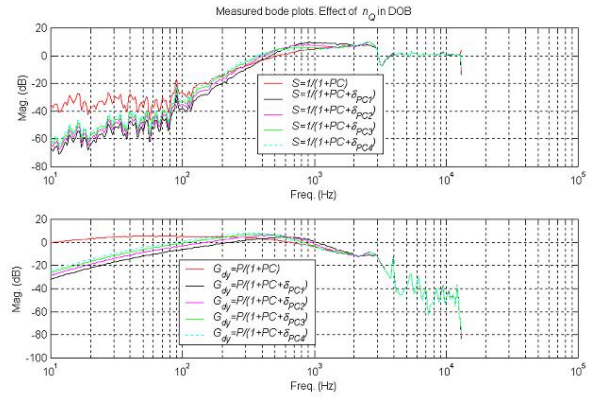 Measured bode plots. Effect of n_Q in DOB
20
0
-20
-40
-60
-80
Mag. (dB)
S=1/(1+PC)
S=1/(1+PC+δ_PC1)
S=1/(1+PC+δ_PC2)
S=1/(1+PC+δ_PC3)
S=1/(1+PC+δ_PC4)
10^1 10^2 10^3 10^4 10^5
Freq. (Hz)
20
0
-20
-40
-60
-80
-100
Mag. (dB)
G_dy=P/(1+PC)
G_dy=P/(1+PC+δ_PC1)
G_dy=P/(1+PC+δ_PC2)
G_dy=P/(1+PC+δ_PC3)
G_dy=P/(1+PC+δ_PC4)
10^1 10^2 10^3 10^4 10^5
Freq. (Hz)